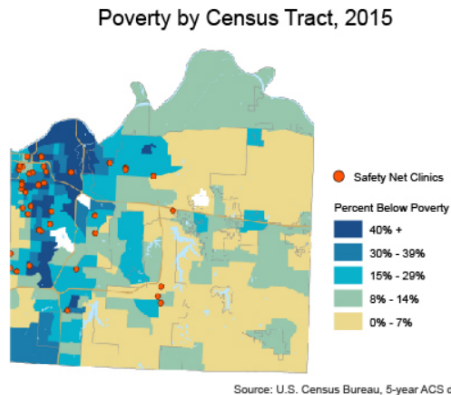 Poverty by Census Tract, 2015
Safety Net Clinics
Percent Below Poverty
40% +
30% - 39%
15% - 29%
8% - 14%
0% - 7%
Source: U.S. Census Bureau, 5-year ACS